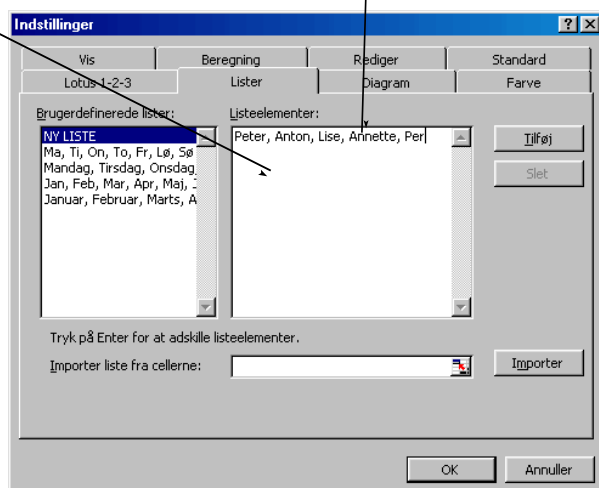 Indstillinger
Vis Beregning Rediger Standard
Lotus 1-2-3 Lister Diagram Farve
Brugerdefinerede lister: Listeelementer:
NY LISTE
Ma, Ti, On, To, Fr, Lø, Sø
Mandag, Tirsdag, Onsdag,
Jan, Feb, Mar, Apr, Maj, J
Januar, Februar, Marts, A
Peter, Anton, Lise, Annette, Per
Tilføj
Slet
Tryk på Enter for at adskille listeelementer.
Importer liste fra cellerne:
Importer
OK Annuller